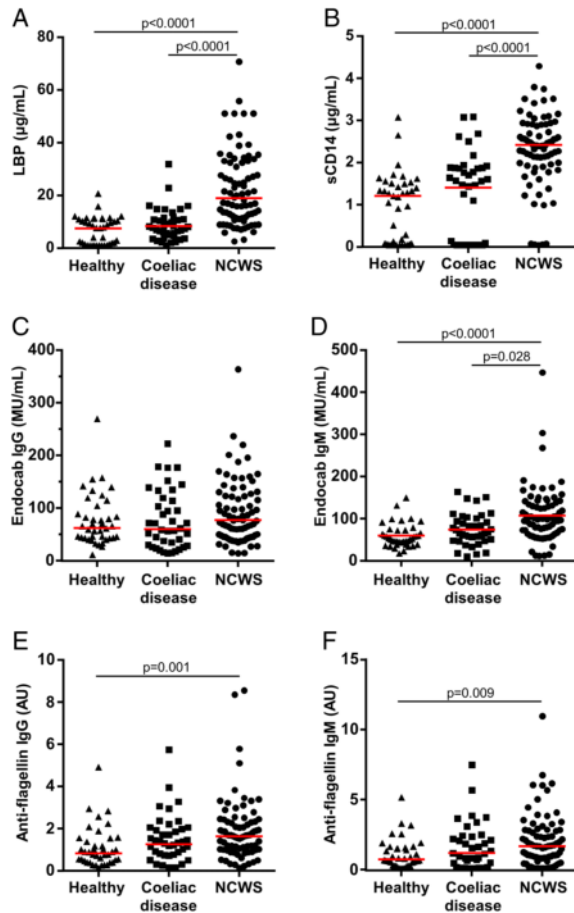 A
p<0.0001
p<0.0001
LBP (µg/mL)
80
60
40
20
0
Healthy
Coeliac
disease
NCWS
B
p<0.0001
p<0.0001
sCD14 (µg/mL)
5
4
3
2
1
0
Healthy
Coeliac
disease
NCWS
C
Endocab IgG (MU/mL)
400
300
200
100
0
Healthy
Coeliac
disease
NCWS
D
p<0.0001
p=0.028
Endocab IgM (MU/mL)
500
400
300
200
100
0
Healthy
Coeliac
disease
NCWS
E
p=0.001
Anti-flagellin IgG (AU)
10
8
6
4
2
0
Healthy
Coeliac
disease
NCWS
F
p=0.009
Anti-flagellin IgM (AU)
15
10
5
0
Healthy
Coeliac
disease
NCWS